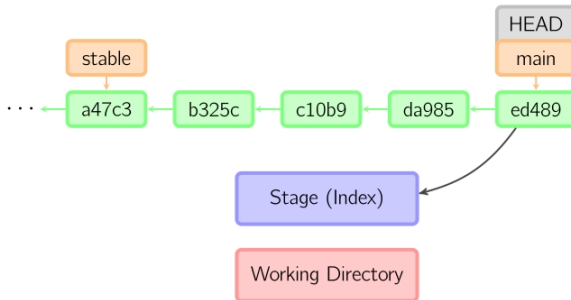 HEAD
stable
main
... a47c3 b325c c10b9 da985 ed489
Stage (Index)
Working Directory